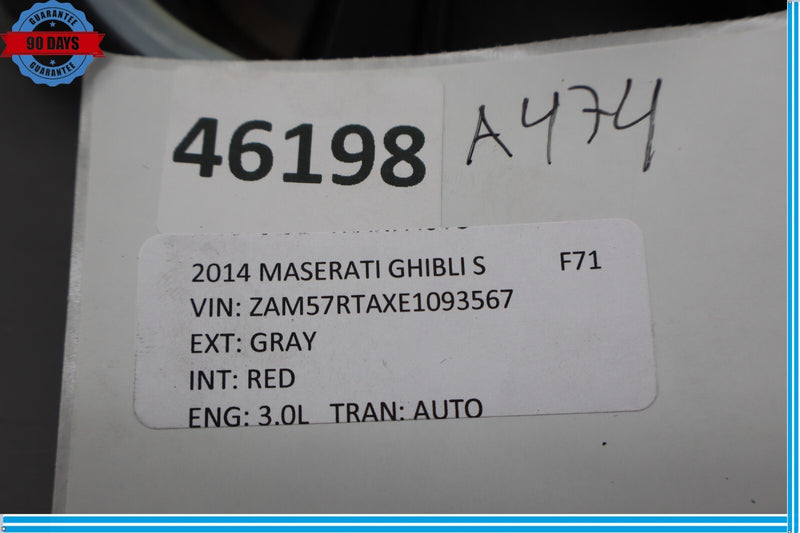 GUARANTEE
90 DAYS
GUARANTEE
46198
A474
2014 MASERATI GHIBLI S F71
VIN: ZAM57RTAXE1093567
EXT: GRAY
INT: RED
ENG: 3.0L TRAN: AUTO